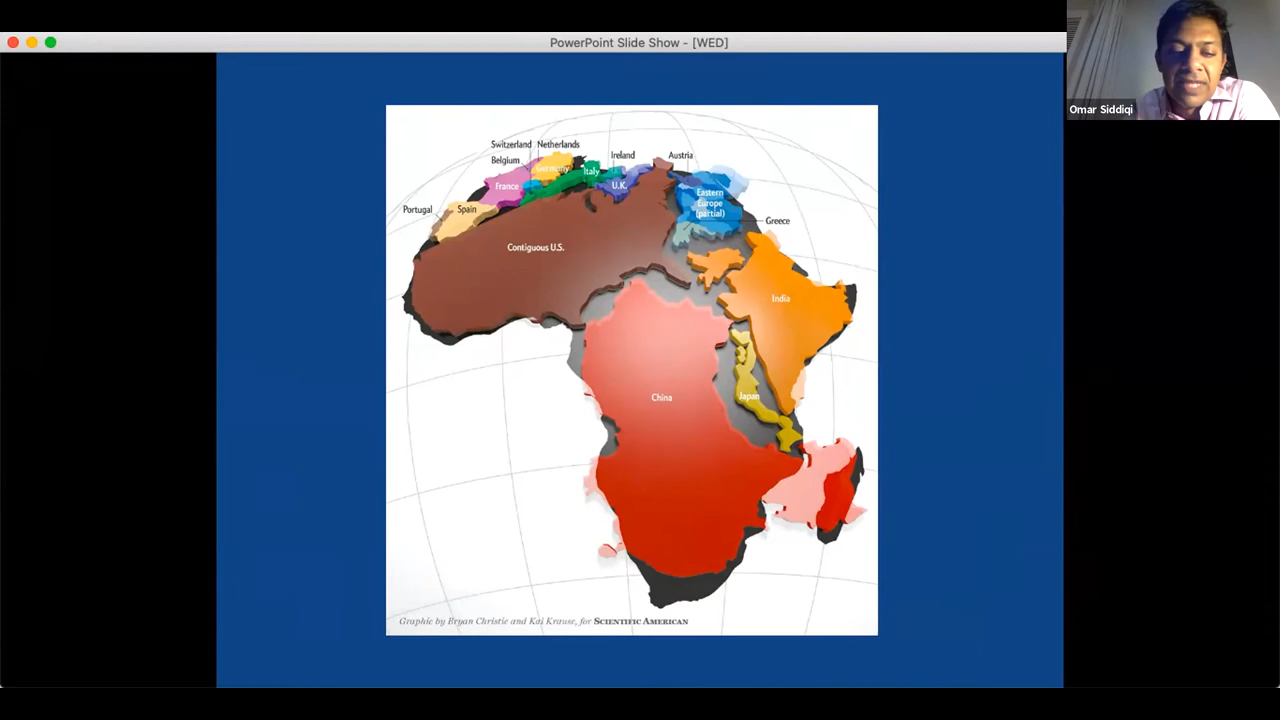 PowerPoint Slide Show - [WED]
Omar Siddiqi
Switzerland
Netherlands
Belgium
Germany
Ireland
Austria
Italy
France
U.K.
Eastern
Europe
(partial)
Portugal
Spain
Greece
Contiguous U.S.
India
China
Japan
Graphic by Bryan Christie and Kai Krause, for SCIENTIFIC AMERICAN